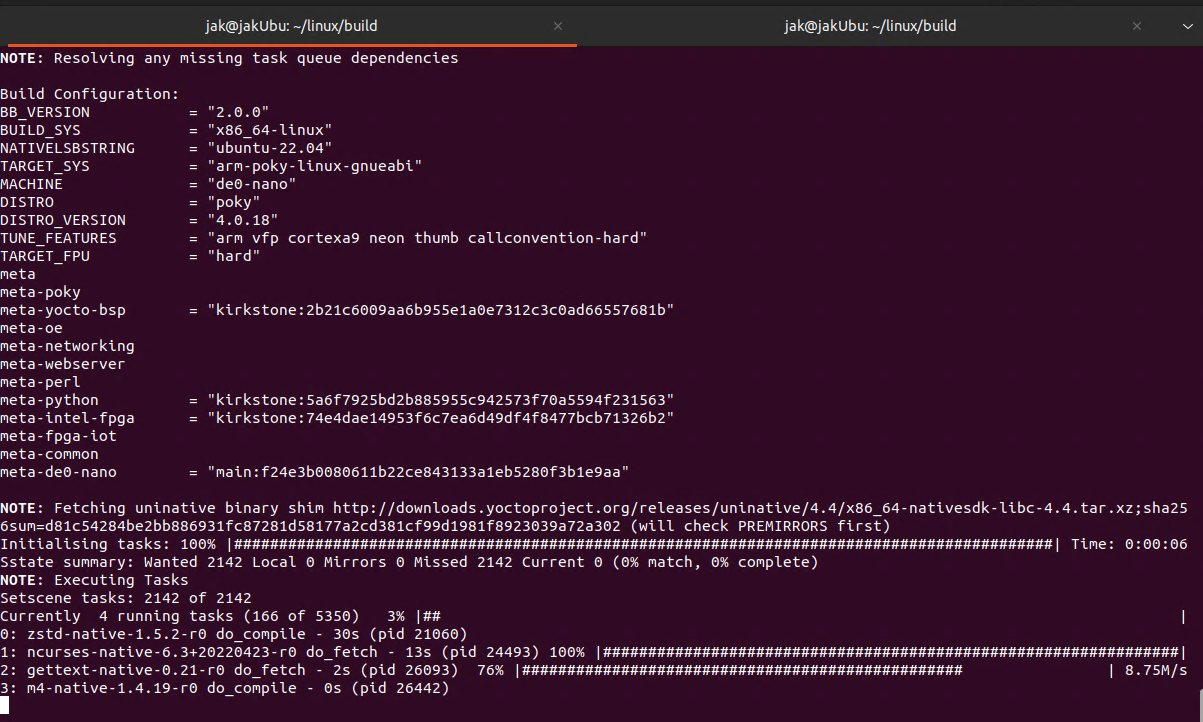 jak@jakUbu: ~/linux/build × jak@jakUbu: ~/linux/build ×
NOTE: Resolving any missing task queue dependencies
Build Configuration:
BB_VERSION = "2.0.0"
BUILD_SYS = "x86_64-linux"
NATIVELSBSTRING = "ubuntu-22.04"
TARGET_SYS = "arm-poky-linux-gnueabi"
MACHINE = "de0-nano"
DISTRO = "poky"
DISTRO_VERSION = "4.0.18"
TUNE_FEATURES = "arm vfp cortexa9 neon thumb callconvention-hard"
TARGET_FPU = "hard"
meta
meta-poky
meta-yocto-bsp = "kirkstone:2b21c6009aa6b955e1a0e7312c3c0ad66557681b"
meta-oe
meta-networking
meta-webserver
meta-perl
meta-python = "kirkstone:5a6f7925bd2b885955c942573f70a5594f231563"
meta-intel-fpga = "kirkstone:74e4dae14953f6c7ea6d49df4f8477bcb71326b2"
meta-fpga-iot
meta-common
meta-de0-nano = "main:f24e3b0080611b22ce843133a1eb5280f3b1e9aa"
NOTE: Fetching uninative binary shim http://downloads.yoctoproject.org/releases/uninative/4.4/x86_64-nativesdk-libc-4.4.tar.xz;sha25
6sum=d81c54284be2bb886931fc87281d58177a2cd381cf99d1981f8923039a72a302 (will check PREMIRRORS first)
Initialising tasks: 100% |###########################################################################################| Time: 0:00:06
Sstate summary: Wanted 2142 Local 0 Mirrors 0 Missed 2142 Current 0 (0% match, 0% complete)
NOTE: Executing Tasks
Setscene tasks: 2142 of 2142
Currently  4 running tasks (166 of 5350)   3% |##                                                                                  |
0: zstd-native-1.5.2-r0 do_compile - 30s (pid 21060)
1: ncurses-native-6.3+20220423-r0 do_fetch - 13s (pid 24493) 100% |################################################################|
2: gettext-native-0.21-r0 do_fetch - 2s (pid 26093)  76% |#################################################                | 8.75M/s
3: m4-native-1.4.19-r0 do_compile - 0s (pid 26442)